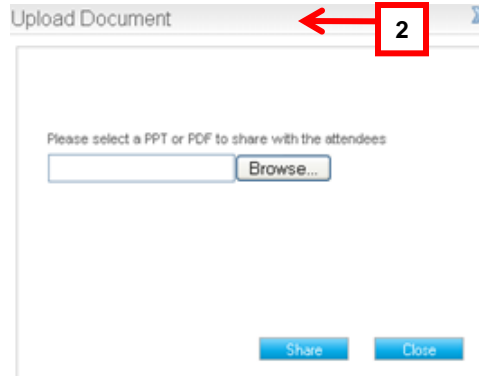 Upload Document
2
Please select a PPT or PDF to share with the attendees
Browse...
Share Close